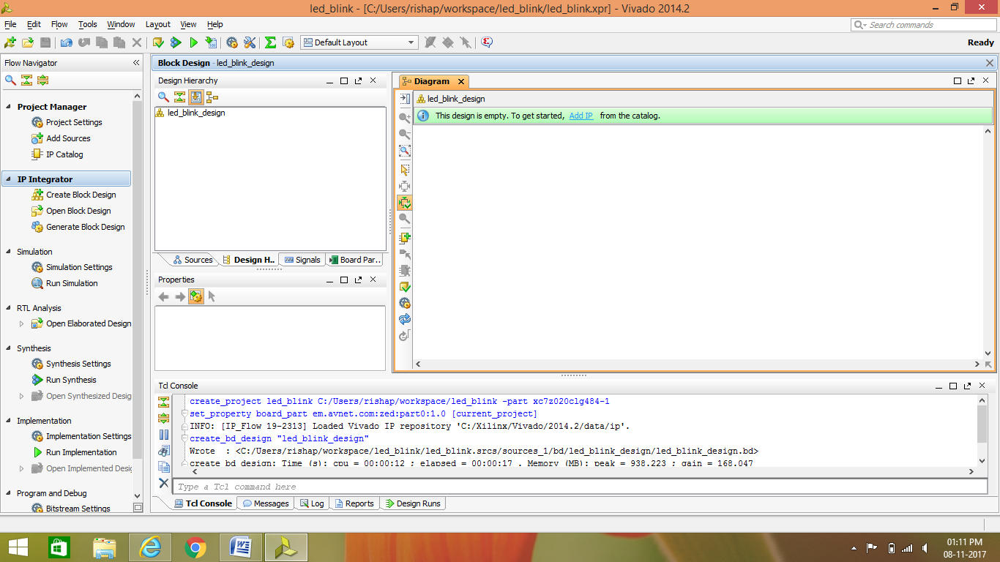 led_blink - [C:/Users/rishap/workspace/led_blink/led_blink.xpr] - Vivado 2014.2
File Edit Flow Tools Window Layout View Help
Search commands
Default Layout
Ready
Flow Navigator
Project Manager
Project Settings
Add Sources
IP Catalog
IP Integrator
Create Block Design
Open Block Design
Generate Block Design
Simulation
Simulation Settings
Run Simulation
RTL Analysis
Open Elaborated Design
Synthesis
Synthesis Settings
Run Synthesis
Open Synthesized Desig
Implementation
Implementation Settings
Run Implementation
Open Implemented Desig
Program and Debug
Bitstream Settings
Block Design - led_blink_design
Design Hierarchy
led_blink_design
Sources Design H.. Signals Board Par..
Properties
Diagram
led_blink_design
This design is empty. To get started, Add IP from the catalog.
Tcl Console
create_project led_blink C:/Users/rishap/workspace/led_blink -part xc7z020clg484-1
set_property board_part em.avnet.com:zed:part0:1.0 [current_project]
INFO: [IP_Flow 19-2313] Loaded Vivado IP repository 'C:/Xilinx/Vivado/2014.2/data/ip'.
create_bd_design "led_blink_design"
Wrote : <C:/Users/rishap/workspace/led_blink/led_blink.srcs/sources_1/bd/led_blink_design/led_blink_design.bd>
create_bd_design: Time (s): cpu = 00:00:12 ; elapsed = 00:00:17 . Memory (MB): peak = 938.223 ; gain = 168.047
Type a Tcl command here
Tcl Console Messages Log Reports Design Runs
01:11 PM
08-11-2017